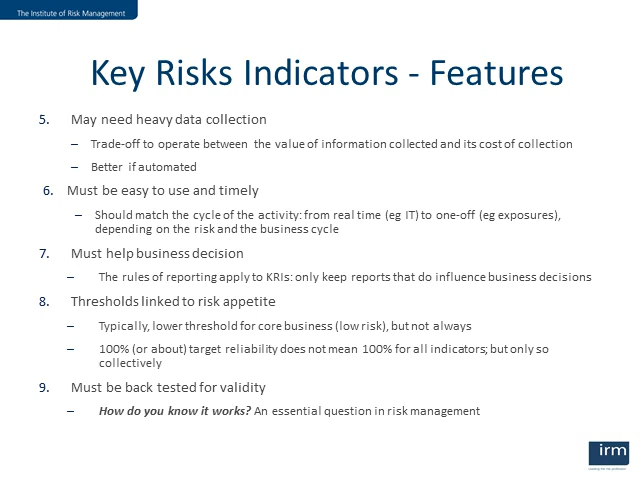 The Institute of Risk Management
Key Risks Indicators - Features
5. May need heavy data collection
– Trade-off to operate between the value of information collected and its cost of collection
– Better if automated
6. Must be easy to use and timely
– Should match the cycle of the activity: from real time (eg IT) to one-off (eg exposures),
depending on the risk and the business cycle
7. Must help business decision
– The rules of reporting apply to KRIs: only keep reports that do influence business decisions
8. Thresholds linked to risk appetite
– Typically, lower threshold for core business (low risk), but not always
– 100% (or about) target reliability does not mean 100% for all indicators; but only so
collectively
9. Must be back tested for validity
– How do you know it works? An essential question in risk management
irm